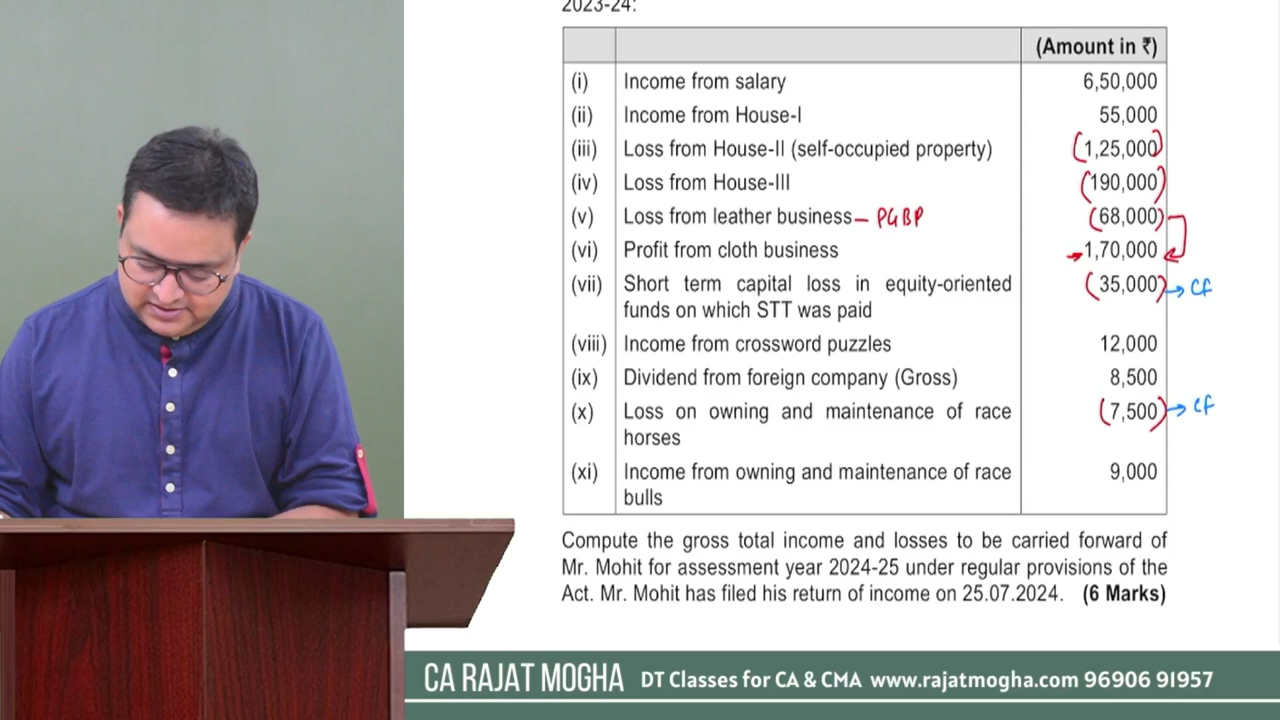 2023-24:
(Amount in ₹)
(i) Income from salary 6,50,000
(ii) Income from House-I 55,000
(iii) Loss from House-II (self-occupied property) (1,25,000)
(iv) Loss from House-III (190,000)
(v) Loss from leather business – PGBP (68,000)
(vi) Profit from cloth business 1,70,000
(vii) Short term capital loss in equity-oriented (35,000) → CF
funds on which STT was paid
(viii) Income from crossword puzzles 12,000
(ix) Dividend from foreign company (Gross) 8,500
(x) Loss on owning and maintenance of race (7,500) → CF
horses
(xi) Income from owning and maintenance of race 9,000
bulls
Compute the gross total income and losses to be carried forward of
Mr. Mohit for assessment year 2024-25 under regular provisions of the
Act. Mr. Mohit has filed his return of income on 25.07.2024. (6 Marks)
CA RAJAT MOGHA DT Classes for CA & CMA www.rajatmogha.com 96906 91957